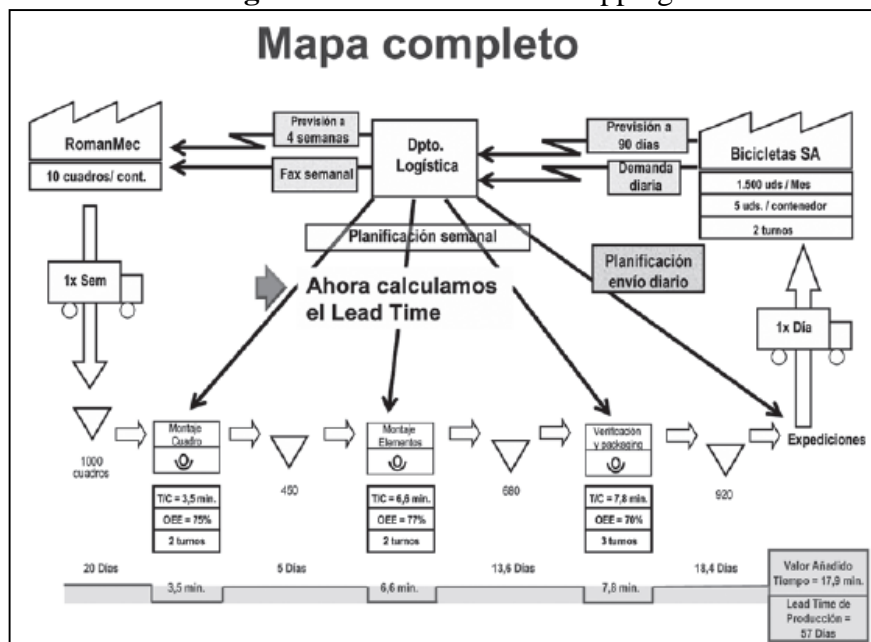 Mapa completo
RomanMec
10 cuadros/ cont.
Previsión a
4 semanas
Fax semanal
Dpto.
Logística
Previsión a
90 días
Demanda
diaria
Bicicletas SA
1.500 uds / Mes
5 uds. / contenedor
2 turnos
Planificación semanal
Planificación
envío diario
1x Sem
Ahora calculamos
el Lead Time
1x Día
Montaje
Cuadro
Montaje
Elementos
Verificación
y packaging
Expediciones
1000
cuadros
450
680
920
T/C = 3,5 min.
OEE = 75%
2 turnos
T/C = 6,6 min.
OEE = 77%
2 turnos
T/C = 7,8 min.
OEE = 70%
3 turnos
20 Días
5 Días
13,6 Días
18,4 Días
3,5 min.
6,6 min.
7,8 min.
Valor Añadido
Tiempo = 17,9 min.
Lead Time de
Producción =
57 Días